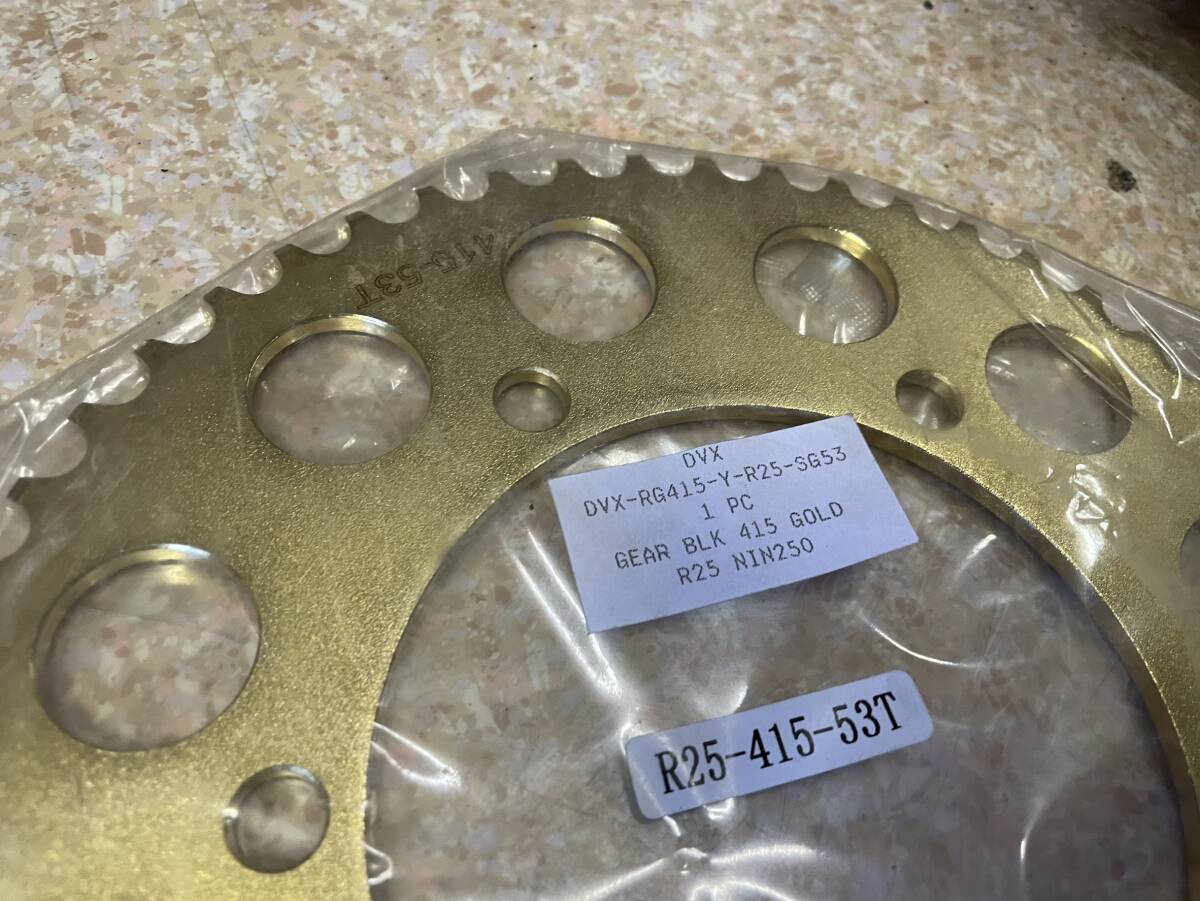 415-53T
DVX
DVX-RG415-Y-R25-SG53
1 PC
GEAR BLK 415 GOLD
R25 NIN250
R25-415-53T